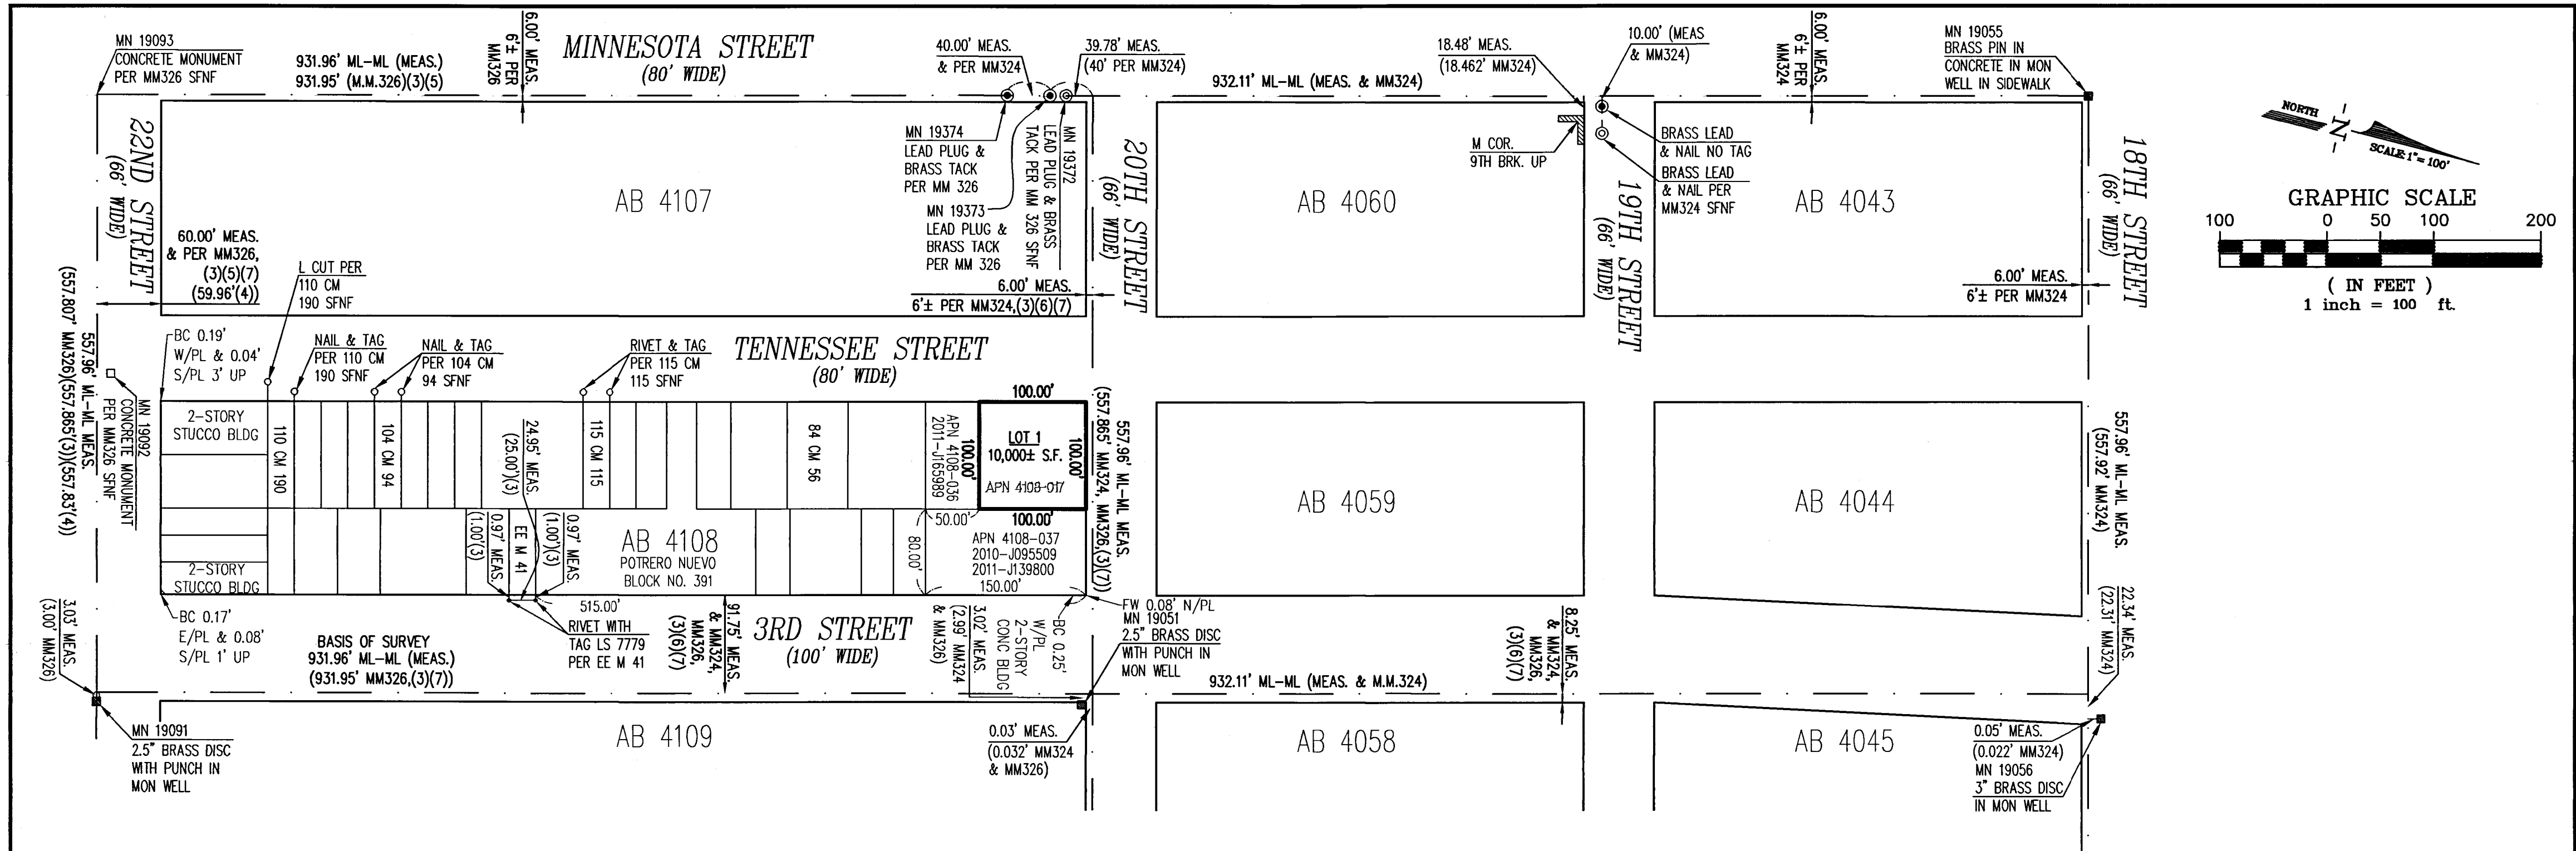 MN 19093
CONCRETE MONUMENT
PER MM326 SFNF
931.96' ML-ML (MEAS.)
931.95' (M.M.326)(3)(5)
6.00' MEAS.
6'± PER
MM326
MINNESOTA STREET
(80' WIDE)
40.00' MEAS.
& PER MM324
39.78' MEAS.
(40' PER MM324)
932.11' ML-ML (MEAS. & MM324)
18.48' MEAS.
(18.462' MM324)
10.00' (MEAS
& MM324)
6.00' MEAS.
6'± PER
MM324
MN 19055
BRASS PIN IN
CONCRETE IN MON
WELL IN SIDEWALK
22ND STREET
(66' WIDE)
AB 4107
MN 19374
LEAD PLUG &
BRASS TACK
PER MM 326
MN 19373
LEAD PLUG &
BRASS TACK
PER MM 326
MN 19372
LEAD PLUG & BRASS
TACK PER MM 326 SFNF
20TH STREET
(66' WIDE)
AB 4060
M COR.
9TH BRK. UP
BRASS LEAD
& NAIL NO TAG
BRASS LEAD
& NAIL PER
MM324 SFNF
19TH STREET
(66' WIDE)
AB 4043
18TH STREET
(66' WIDE)
NORTH
N
SCALE: 1"= 100'
GRAPHIC SCALE
100 0 50 100 200
( IN FEET )
1 inch = 100 ft.
60.00' MEAS.
& PER MM326,
(3)(5)(7)
(59.96'(4))
L CUT PER
110 CM
190 SFNF
6.00' MEAS.
6'± PER MM324,(3)(6)(7)
6.00' MEAS.
6'± PER MM324
557.96' ML-ML MEAS.
(557.807' MM326)(557.865'(3))(557.83'(4))
MN 19092
CONCRETE MONUMENT
PER MM326 SFNF
BC 0.19'
W/PL & 0.04'
S/PL 3' UP
NAIL & TAG
PER 110 CM
190 SFNF
NAIL & TAG
PER 104 CM
94 SFNF
RIVET & TAG
PER 115 CM
115 SFNF
TENNESSEE STREET
(80' WIDE)
2-STORY
STUCCO BLDG
110 CM 190
104 CM 94
24.95' MEAS.
(25.00')(3)
115 CM 115
84 CM 56
APN 4108-036
2011-J165989
100.00'
100.00'
LOT 1
10,000± S.F.
APN 4108-017
100.00'
100.00'
557.96' ML-ML MEAS.
(557.865' MM324, MM326,(3)(7))
AB 4059
AB 4044
557.96' ML-ML MEAS.
(557.92' MM324)
2-STORY
STUCCO BLDG
0.97' MEAS.
(1.00')(3)
EE M 41
0.97' MEAS.
(1.00')(3)
AB 4108
POTRERO NUEVO
BLOCK NO. 391
50.00'
80.00'
APN 4108-037
2010-J095509
2011-J139800
150.00'
3.03' MEAS.
(3.00' MM326)
BC 0.17'
E/PL & 0.08'
S/PL 1' UP
BASIS OF SURVEY
931.96' ML-ML (MEAS.)
(931.95' MM326,(3)(7))
515.00'
RIVET WITH
TAG LS 7779
PER EE M 41
91.75' MEAS.
& MM324,
MM326,
(3)(6)(7)
3RD STREET
(100' WIDE)
3.02' MEAS.
(2.99' MM324
& MM326)
BC 0.25'
W/PL
2-STORY
CONC BLDG
FW 0.08' N/PL
MN 19051
2.5" BRASS DISC
WITH PUNCH IN
MON WELL
932.11' ML-ML (MEAS. & M.M.324)
8.25' MEAS.
& MM324,
MM326,
(3)(6)(7)
22.34' MEAS.
(22.31' MM324)
MN 19091
2.5" BRASS DISC
WITH PUNCH IN
MON WELL
AB 4109
0.03' MEAS.
(0.032' MM324
& MM326)
AB 4058
AB 4045
0.05' MEAS.
(0.022' MM324)
MN 19056
3" BRASS DISC
IN MON WELL